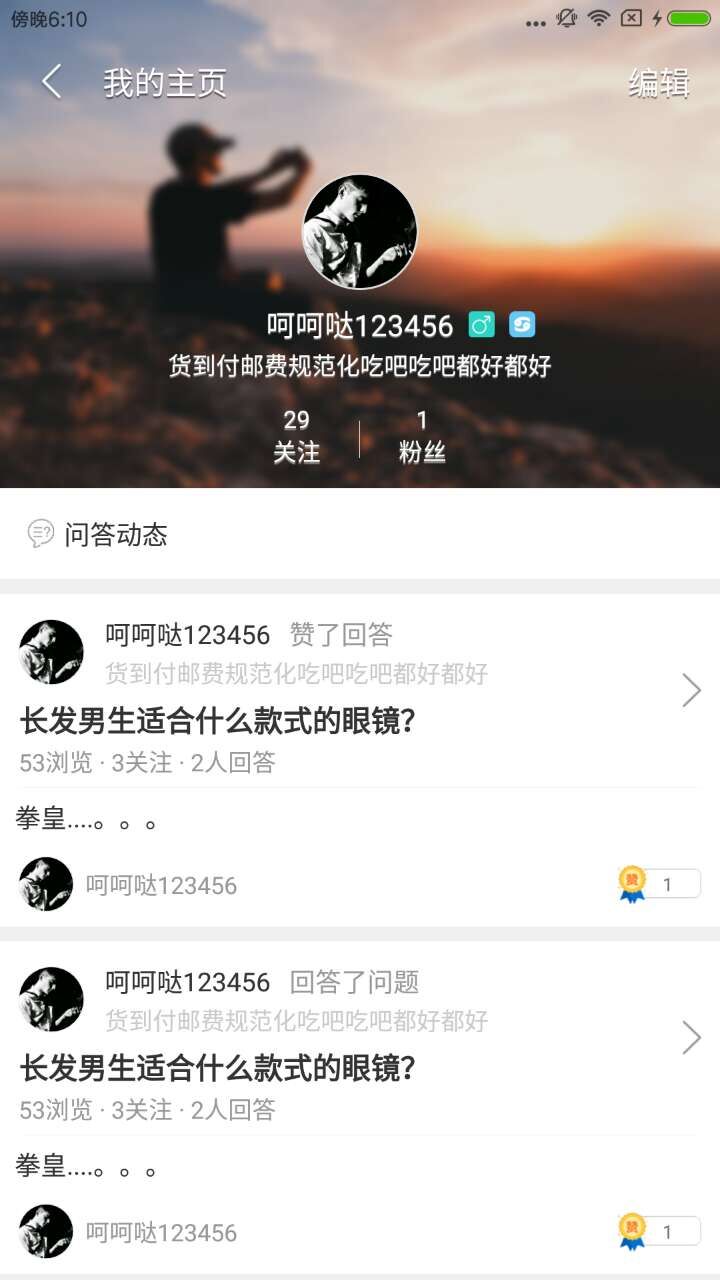 傍晚6:10
我的主页
编辑
呵呵哒123456
货到付邮费规范化吃吧吃吧都好都好
29 1
关注 粉丝
问答动态
呵呵哒123456 赞了回答
货到付邮费规范化吃吧吃吧都好都好
长发男生适合什么款式的眼镜?
53浏览 · 3关注 · 2人回答
拳皇....。。。
呵呵哒123456
赞 1
呵呵哒123456 回答了问题
货到付邮费规范化吃吧吃吧都好都好
长发男生适合什么款式的眼镜?
53浏览 · 3关注 · 2人回答
拳皇....。。。
呵呵哒123456
赞 1